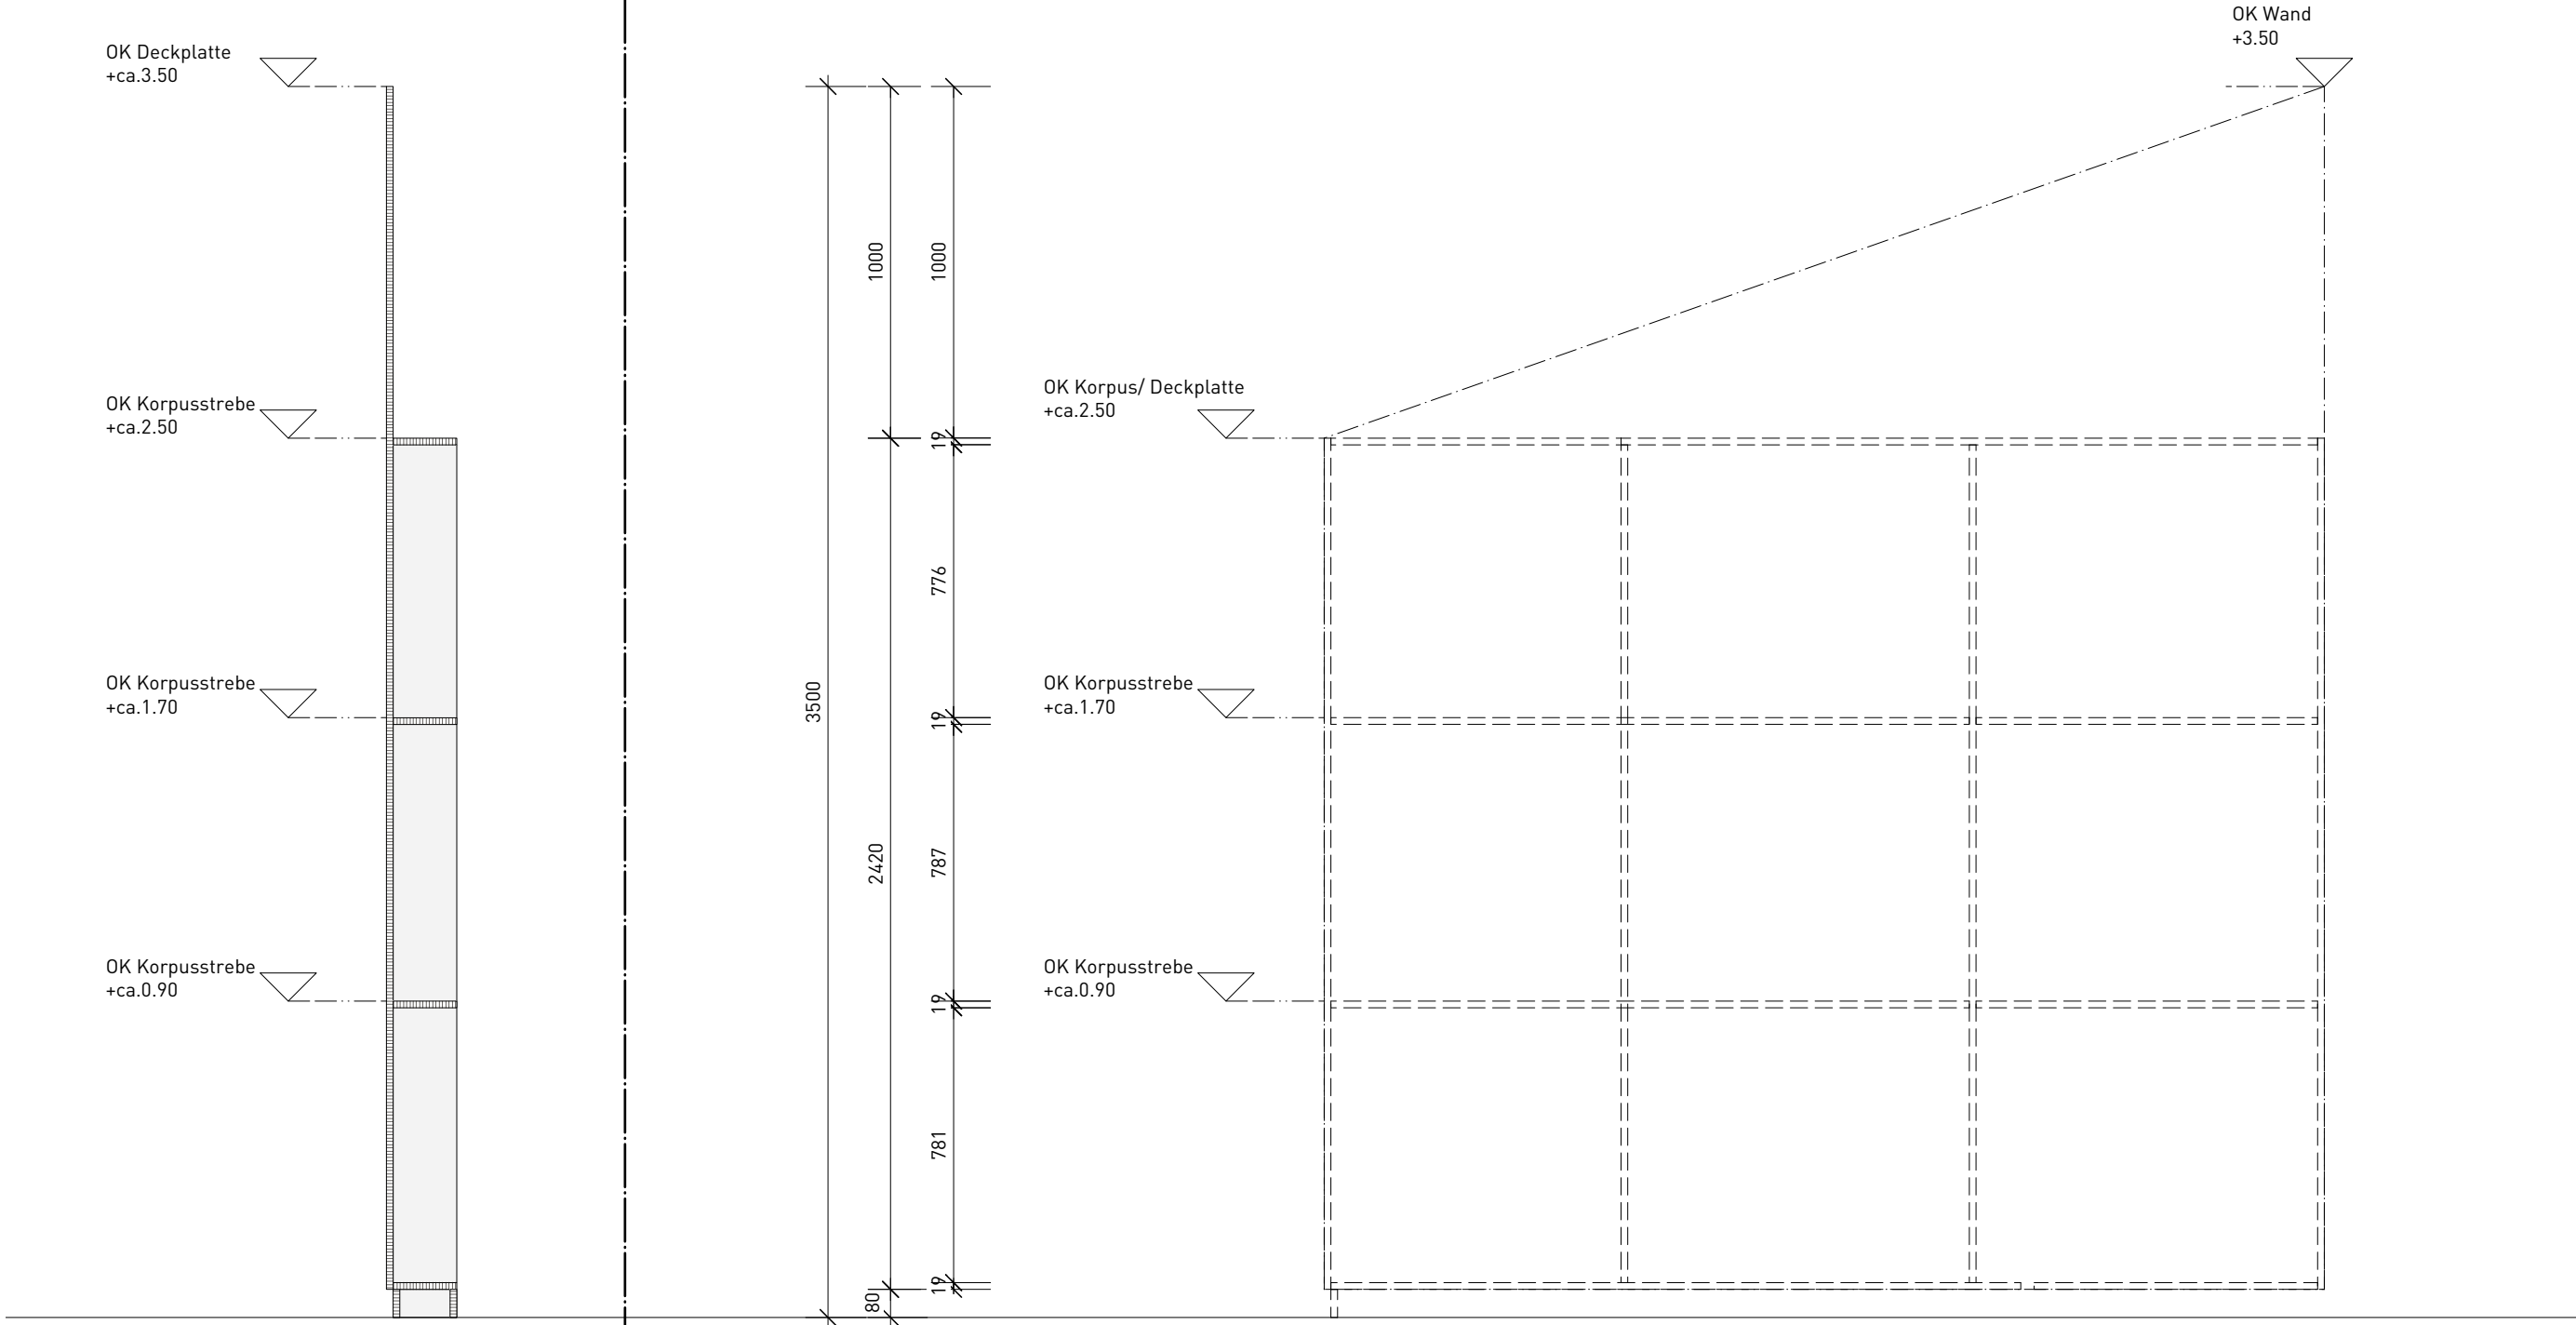 OK Deckplatte
+ca.3.50
OK Korpusstrebe
+ca.2.50
OK Korpusstrebe
+ca.1.70
OK Korpusstrebe
+ca.0.90
3500
1000
2420
80
1000
19
776
19
787
19
781
19
OK Wand
+3.50
OK Korpus/ Deckplatte
+ca.2.50
OK Korpusstrebe
+ca.1.70
OK Korpusstrebe
+ca.0.90